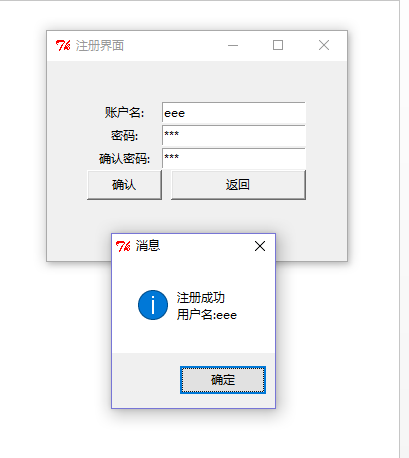 注册界面
账户名:
eee
密码:
***
确认密码:
***
确认
返回
消息
注册成功
用户名:eee
确定